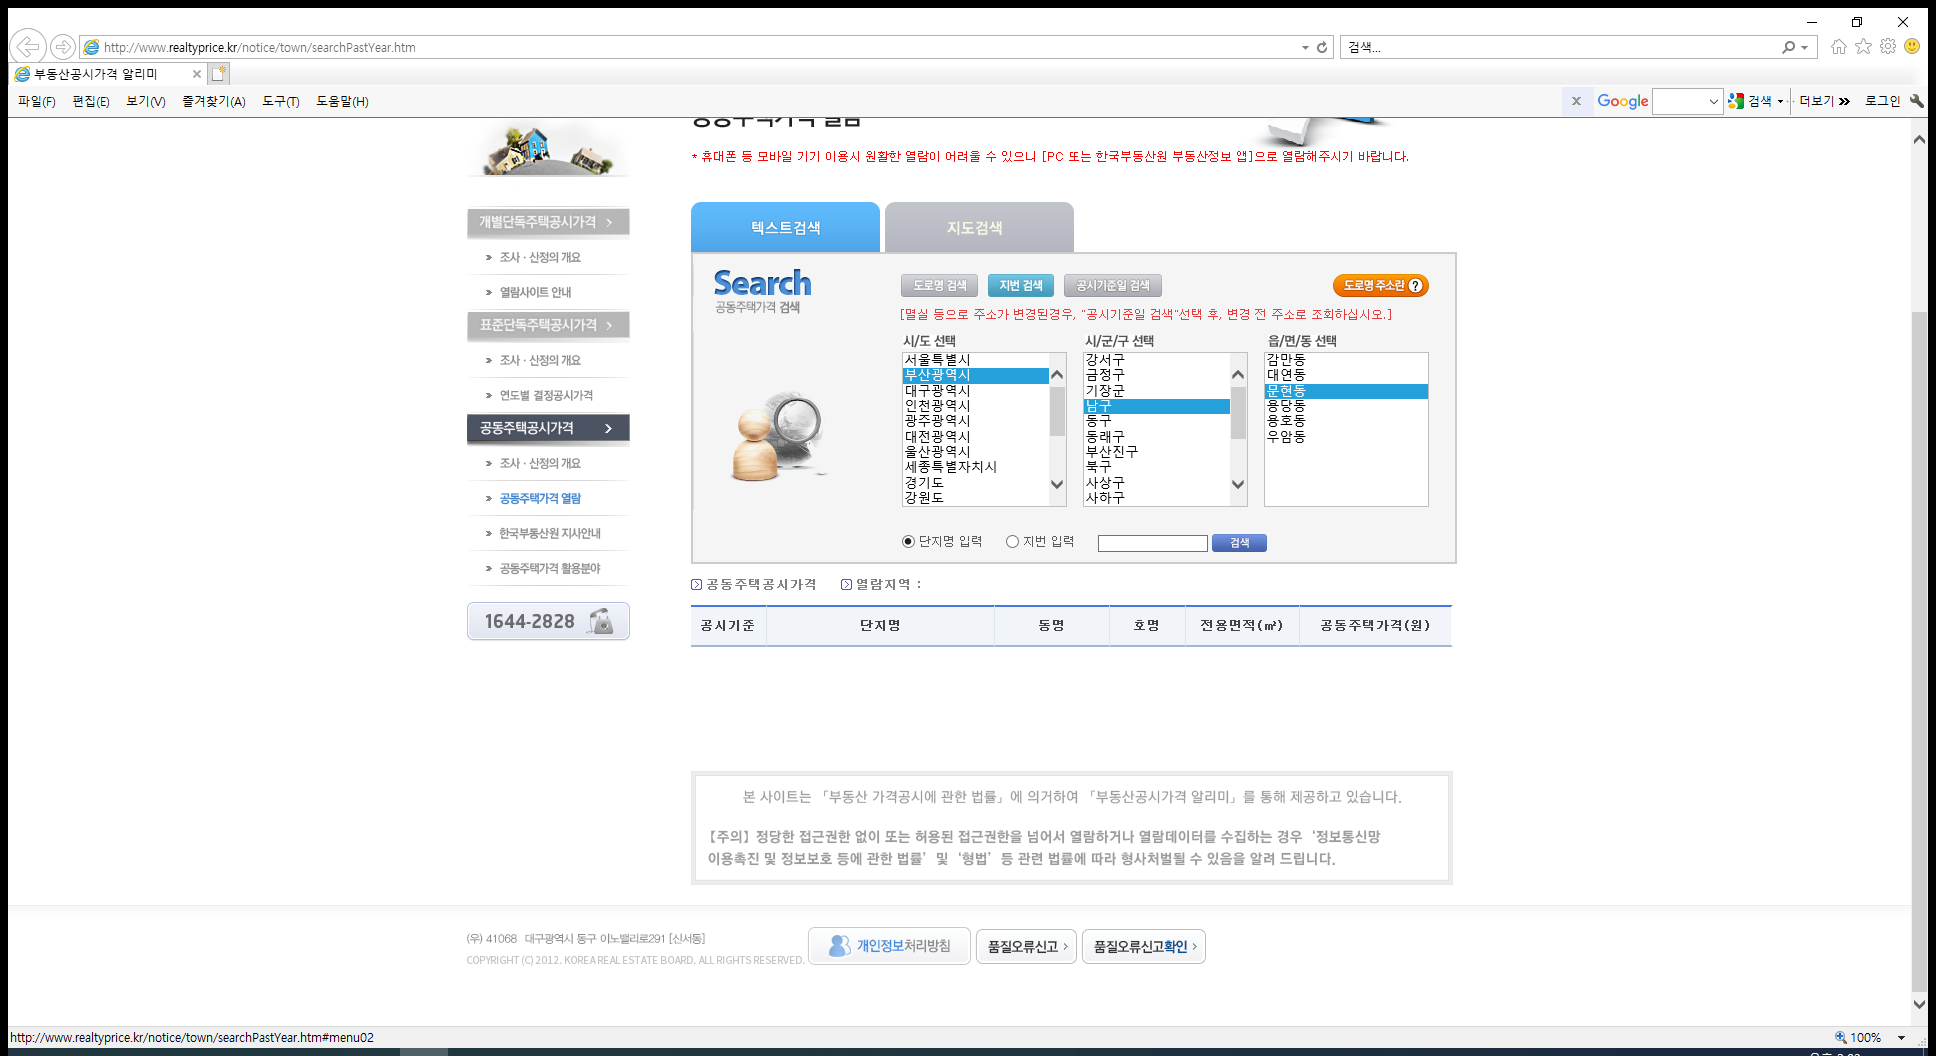 http://www.realtyprice.kr/notice/town/searchPastYear.htm
검색...
부동산공시가격 알리미
파일(F) 편집(E) 보기(V) 즐겨찾기(A) 도구(T) 도움말(H)
x Google 검색 더보기 로그인
공동주택가격 열람
* 휴대폰 등 모바일 기기 이용시 원활한 열람이 어려울 수 있으니 [PC 또는 한국부동산원 부동산정보 앱]으로 열람해주시기 바랍니다.
개별단독주택공시가격
조사 · 산정의 개요
열람사이트 안내
표준단독주택공시가격
조사 · 산정의 개요
연도별 결정공시가격
공동주택공시가격
조사 · 산정의 개요
공동주택가격 열람
한국부동산원 지사안내
공동주택가격 활용분야
1644-2828
텍스트검색 지도검색
Search
공동주택가격 검색
도로명 검색 지번 검색 공시기준일 검색 도로명 주소란 ?
[멸실 등으로 주소가 변경된경우, "공시기준일 검색"선택 후, 변경 전 주소로 조회하십시오.]
시/도 선택
서울특별시
부산광역시
대구광역시
인천광역시
광주광역시
대전광역시
울산광역시
세종특별자치시
경기도
강원도
시/군/구 선택
강서구
금정구
기장군
남구
동구
동래구
부산진구
북구
사상구
사하구
읍/면/동 선택
감만동
대연동
문현동
용당동
용호동
우암동
단지명 입력 지번 입력 검색
공동주택공시가격 열람지역 :
공시기준 단지명 동명 호명 전용면적(㎡) 공동주택가격(원)
본 사이트는 「부동산 가격공시에 관한 법률」에 의거하여 「부동산공시가격 알리미」를 통해 제공하고 있습니다.
【주의】 정당한 접근권한 없이 또는 허용된 접근권한을 넘어서 열람하거나 열람데이터를 수집하는 경우 ‘정보통신망
이용촉진 및 정보보호 등에 관한 법률’ 및 ‘형법’ 등 관련 법률에 따라 형사처벌될 수 있음을 알려 드립니다.
(우) 41068 대구광역시 동구 이노밸리로291 [신서동]
COPYRIGHT (C) 2012. KOREA REAL ESTATE BOARD. ALL RIGHTS RESERVED.
개인정보처리방침 품질오류신고 품질오류신고확인
http://www.realtyprice.kr/notice/town/searchPastYear.htm#menu02
100%